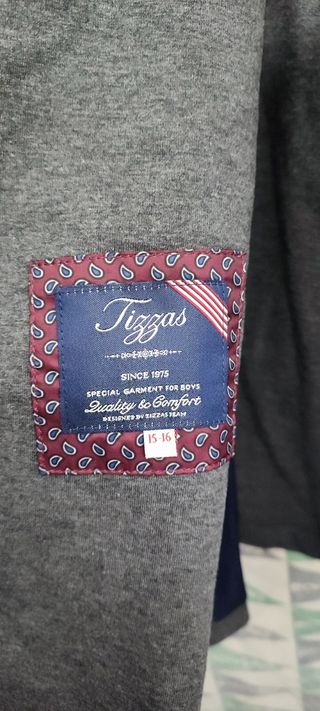 Tizzas
SINCE 1975
SPECIAL GARMENT FOR BOYS
Quality & Comfort
DESIGNED BY TIZZAS TEAM
15-16